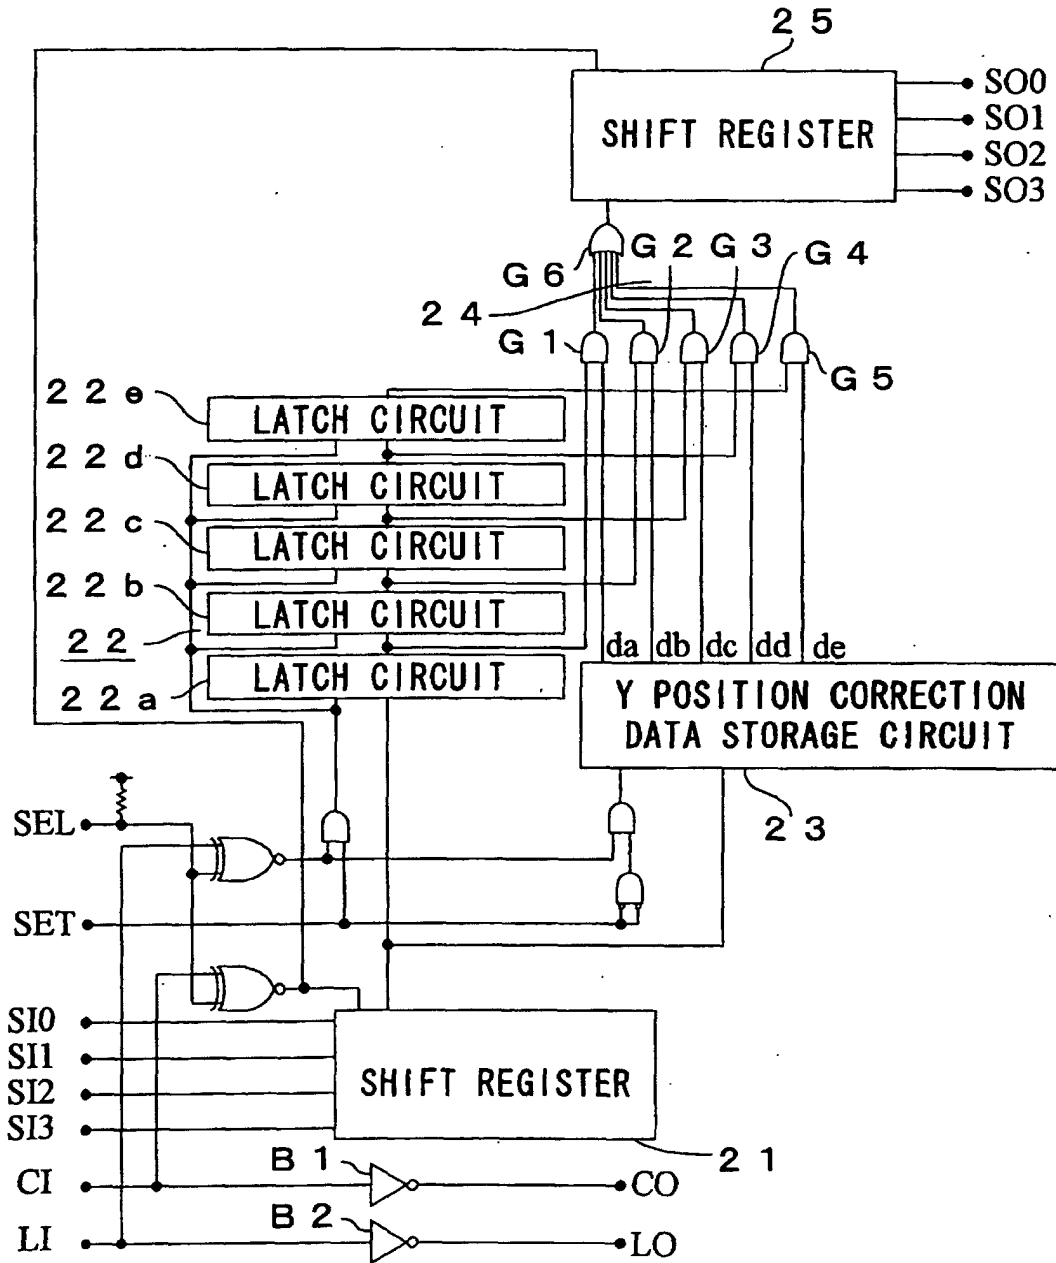 2 5
SHIFT REGISTER
SO0
SO1
SO2
SO3
G 6
G 2
G 3
G 4
2 4
G 1
G 5
2 2 e
LATCH CIRCUIT
2 2 d
LATCH CIRCUIT
2 2 c
LATCH CIRCUIT
2 2 b
LATCH CIRCUIT
2 2
2 2 a
LATCH CIRCUIT
da
db
dc
dd
de
Y POSITION CORRECTION
DATA STORAGE CIRCUIT
2 3
SEL
SET
SI0
SI1
SI2
SI3
SHIFT REGISTER
2 1
CI
B 1
CO
LI
B 2
LO